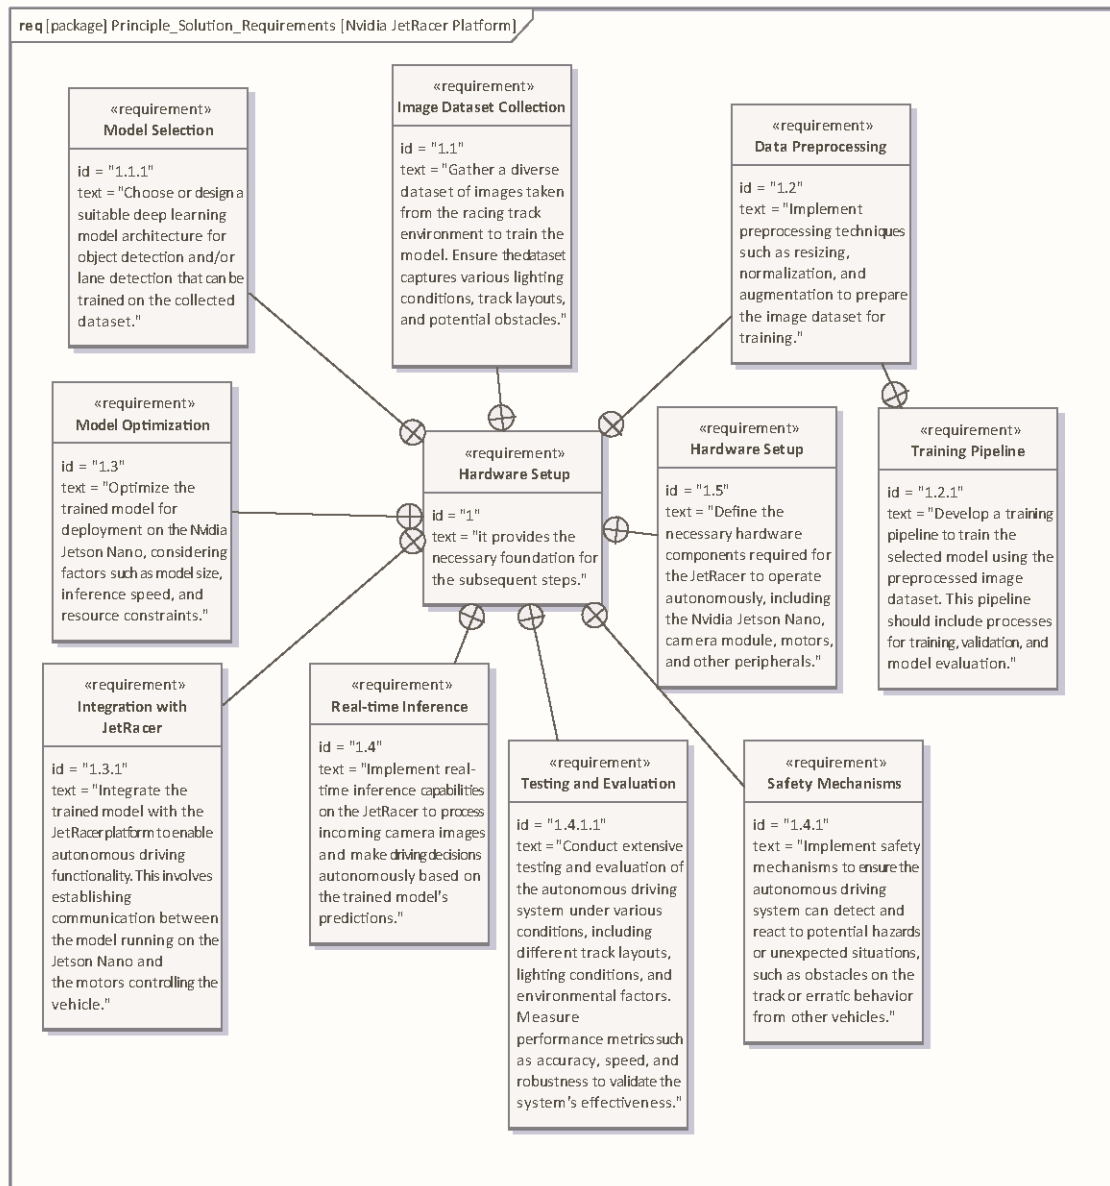 req [package] Principle_Solution_Requirements [Nvidia JetRacer Platform]
«requirement»
Model Selection
id = "1.1.1"
text = "Choose or design a
suitable deep learning
model architecture for
object detection and/or
lane detection that can be
trained on the collected
dataset."
«requirement»
Image Dataset Collection
id = "1.1"
text = "Gather a diverse
dataset of images taken
from the racing track
environment to train the
model. Ensure the dataset
captures various lighting
conditions, track layouts,
and potential obstacles."
«requirement»
Data Preprocessing
id = "1.2"
text = "Implement
preprocessing techniques
such as resizing,
normalization, and
augmentation to prepare
the image dataset for
training."
«requirement»
Model Optimization
id = "1.3"
text = "Optimize the
trained model for
deployment on the Nvidia
Jetson Nano, considering
factors such as model size,
inference speed, and
resource constraints."
«requirement»
Hardware Setup
id = "1"
text = "it provides the
necessary foundation for
the subsequent steps."
«requirement»
Hardware Setup
id = "1.5"
text = "Define the
necessary hardware
components required for
the JetRacer to operate
autonomously, including
the Nvidia Jetson Nano,
camera module, motors,
and other peripherals."
«requirement»
Training Pipeline
id = "1.2.1"
text = "Develop a training
pipeline to train the
selected model using the
preprocessed image
dataset. This pipeline
should include processes
for training, validation, and
model evaluation."
«requirement»
Integration with
JetRacer
id = "1.3.1"
text = "Integrate the
trained model with the
JetRacer platform to enable
autonomous driving
functionality. This involves
establishing
communication between
the model running on the
Jetson Nano and
the motors controlling the
vehicle."
«requirement»
Real-time Inference
id = "1.4"
text = "Implement real-
time inference capabilities
on the JetRacer to process
incoming camera images
and make driving decisions
autonomously based on
the trained model's
predictions."
«requirement»
Testing and Evaluation
id = "1.4.1.1"
text = "Conduct extensive
testing and evaluation of
the autonomous driving
system under various
conditions, including
different track layouts,
lighting conditions, and
environmental factors.
Measure
performance metrics such
as accuracy, speed, and
robustness to validate the
system's effectiveness."
«requirement»
Safety Mechanisms
id = "1.4.1"
text = "Implement safety
mechanisms to ensure the
autonomous driving
system can detect and
react to potential hazards
or unexpected situations,
such as obstacles on the
track or erratic behavior
from other vehicles."